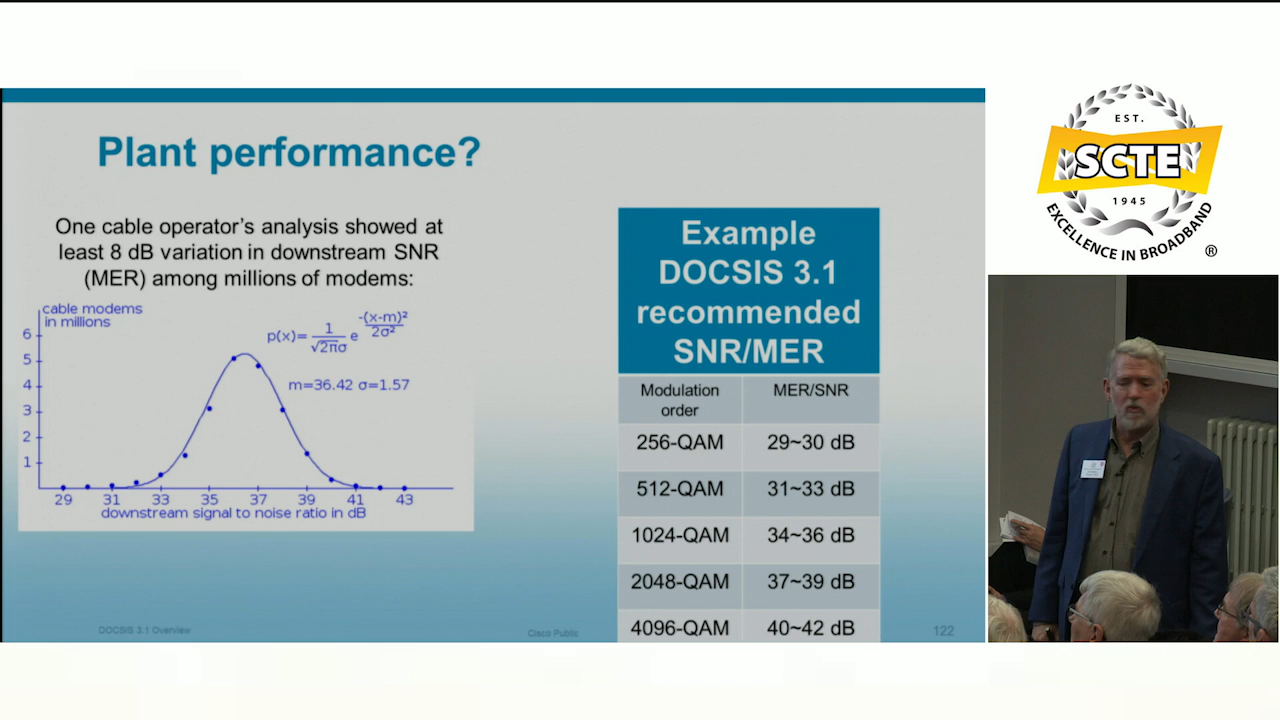 Plant performance?
One cable operator's analysis showed at
least 8 dB variation in downstream SNR
(MER) among millions of modems:
cable modems
in millions
p(x)= 1/√2πσ e -(x-m)²/2σ²
m=36.42 σ=1.57
6
5
4
3
2
1
29 31 33 35 37 39 41 43
downstream signal to noise ratio in dB
Example
DOCSIS 3.1
recommended
SNR/MER
Modulation
order
MER/SNR
256-QAM 29~30 dB
512-QAM 31~33 dB
1024-QAM 34~36 dB
2048-QAM 37~39 dB
4096-QAM 40~42 dB
DOCSIS 3.1 Overview
Cisco Public
122
EST.
SCTE
1945
EXCELLENCE IN BROADBAND
®